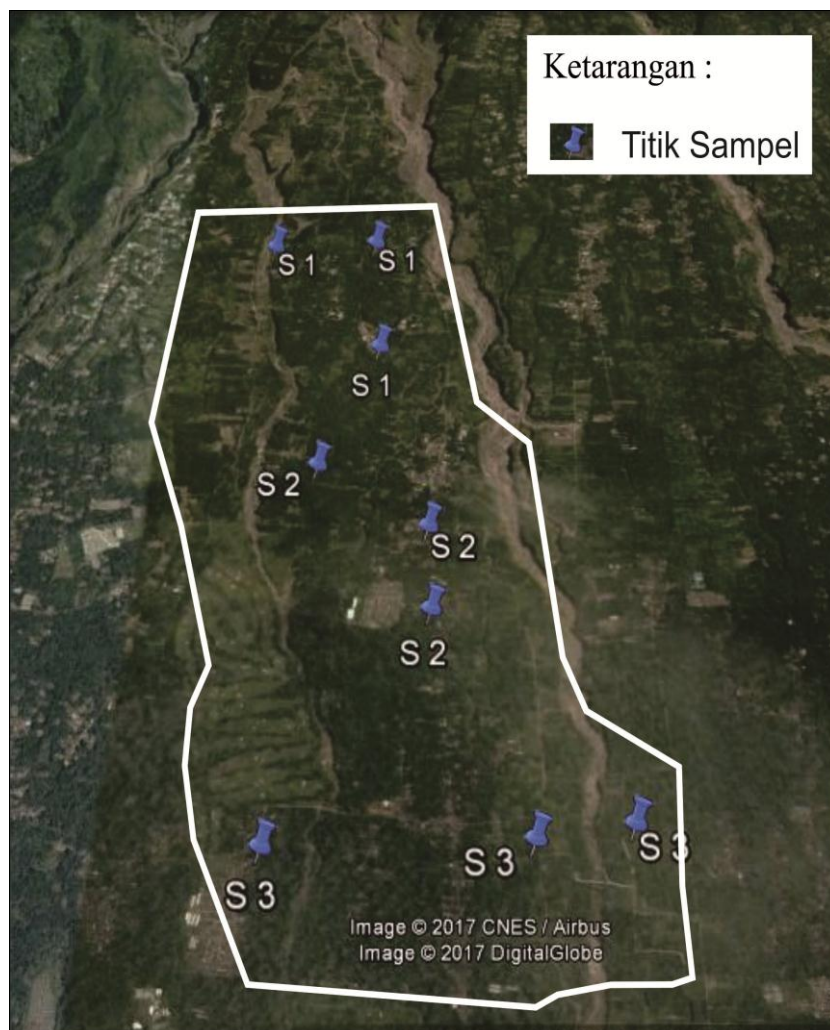 Ketarangan :
Titik Sampel
S 1
S 1
S 1
S 2
S 2
S 2
S 3
S 3
S 3
Image © 2017 CNES / Airbus
Image © 2017 DigitalGlobe